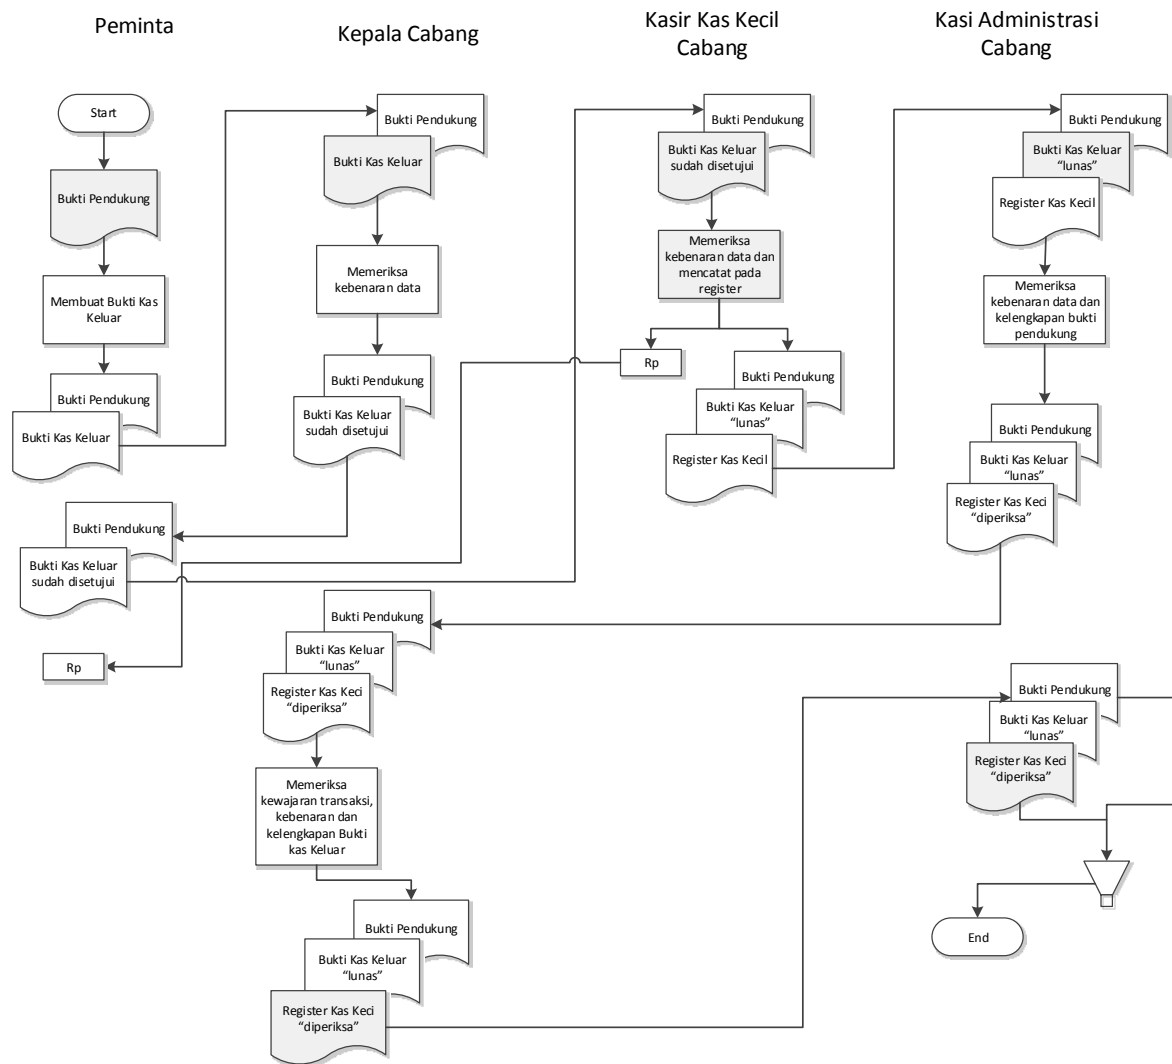 Peminta
Kepala Cabang
Kasir Kas Kecil
Cabang
Kasi Administrasi
Cabang
Start
Bukti Pendukung
Membuat Bukti Kas
Keluar
Bukti Pendukung
Bukti Kas Keluar
Bukti Pendukung
Bukti Kas Keluar
sudah disetujui
Rp
Bukti Pendukung
Bukti Kas Keluar
Memeriksa
kebenaran data
Bukti Pendukung
Bukti Kas Keluar
sudah disetujui
Bukti Pendukung
Bukti Kas Keluar
“lunas”
Register Kas Keci
“diperiksa”
Memeriksa
kewajaran transaksi,
kebenaran dan
kelengkapan Bukti
kas Keluar
Bukti Pendukung
Bukti Kas Keluar
“lunas”
Register Kas Keci
“diperiksa”
Bukti Pendukung
Bukti Kas Keluar
sudah disetujui
Memeriksa
kebenaran data dan
mencatat pada
register
Rp
Bukti Pendukung
Bukti Kas Keluar
“lunas”
Register Kas Kecil
Bukti Pendukung
Bukti Kas Keluar
“lunas”
Register Kas Kecil
Memeriksa
kebenaran data dan
kelengkapan bukti
pendukung
Bukti Pendukung
Bukti Kas Keluar
“lunas”
Register Kas Keci
“diperiksa”
Bukti Pendukung
Bukti Kas Keluar
“lunas”
Register Kas Keci
“diperiksa”
End